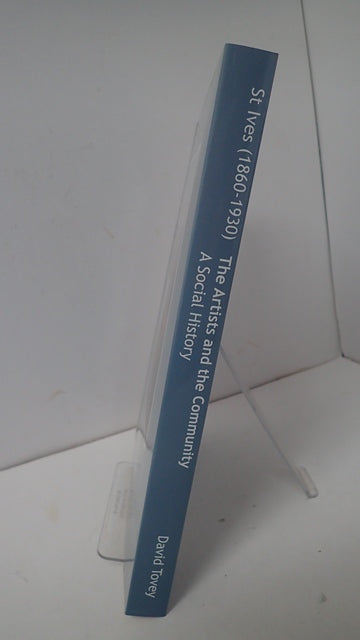 St Ives (1860-1930) The Artists and the Community
A Social History
David Tovey